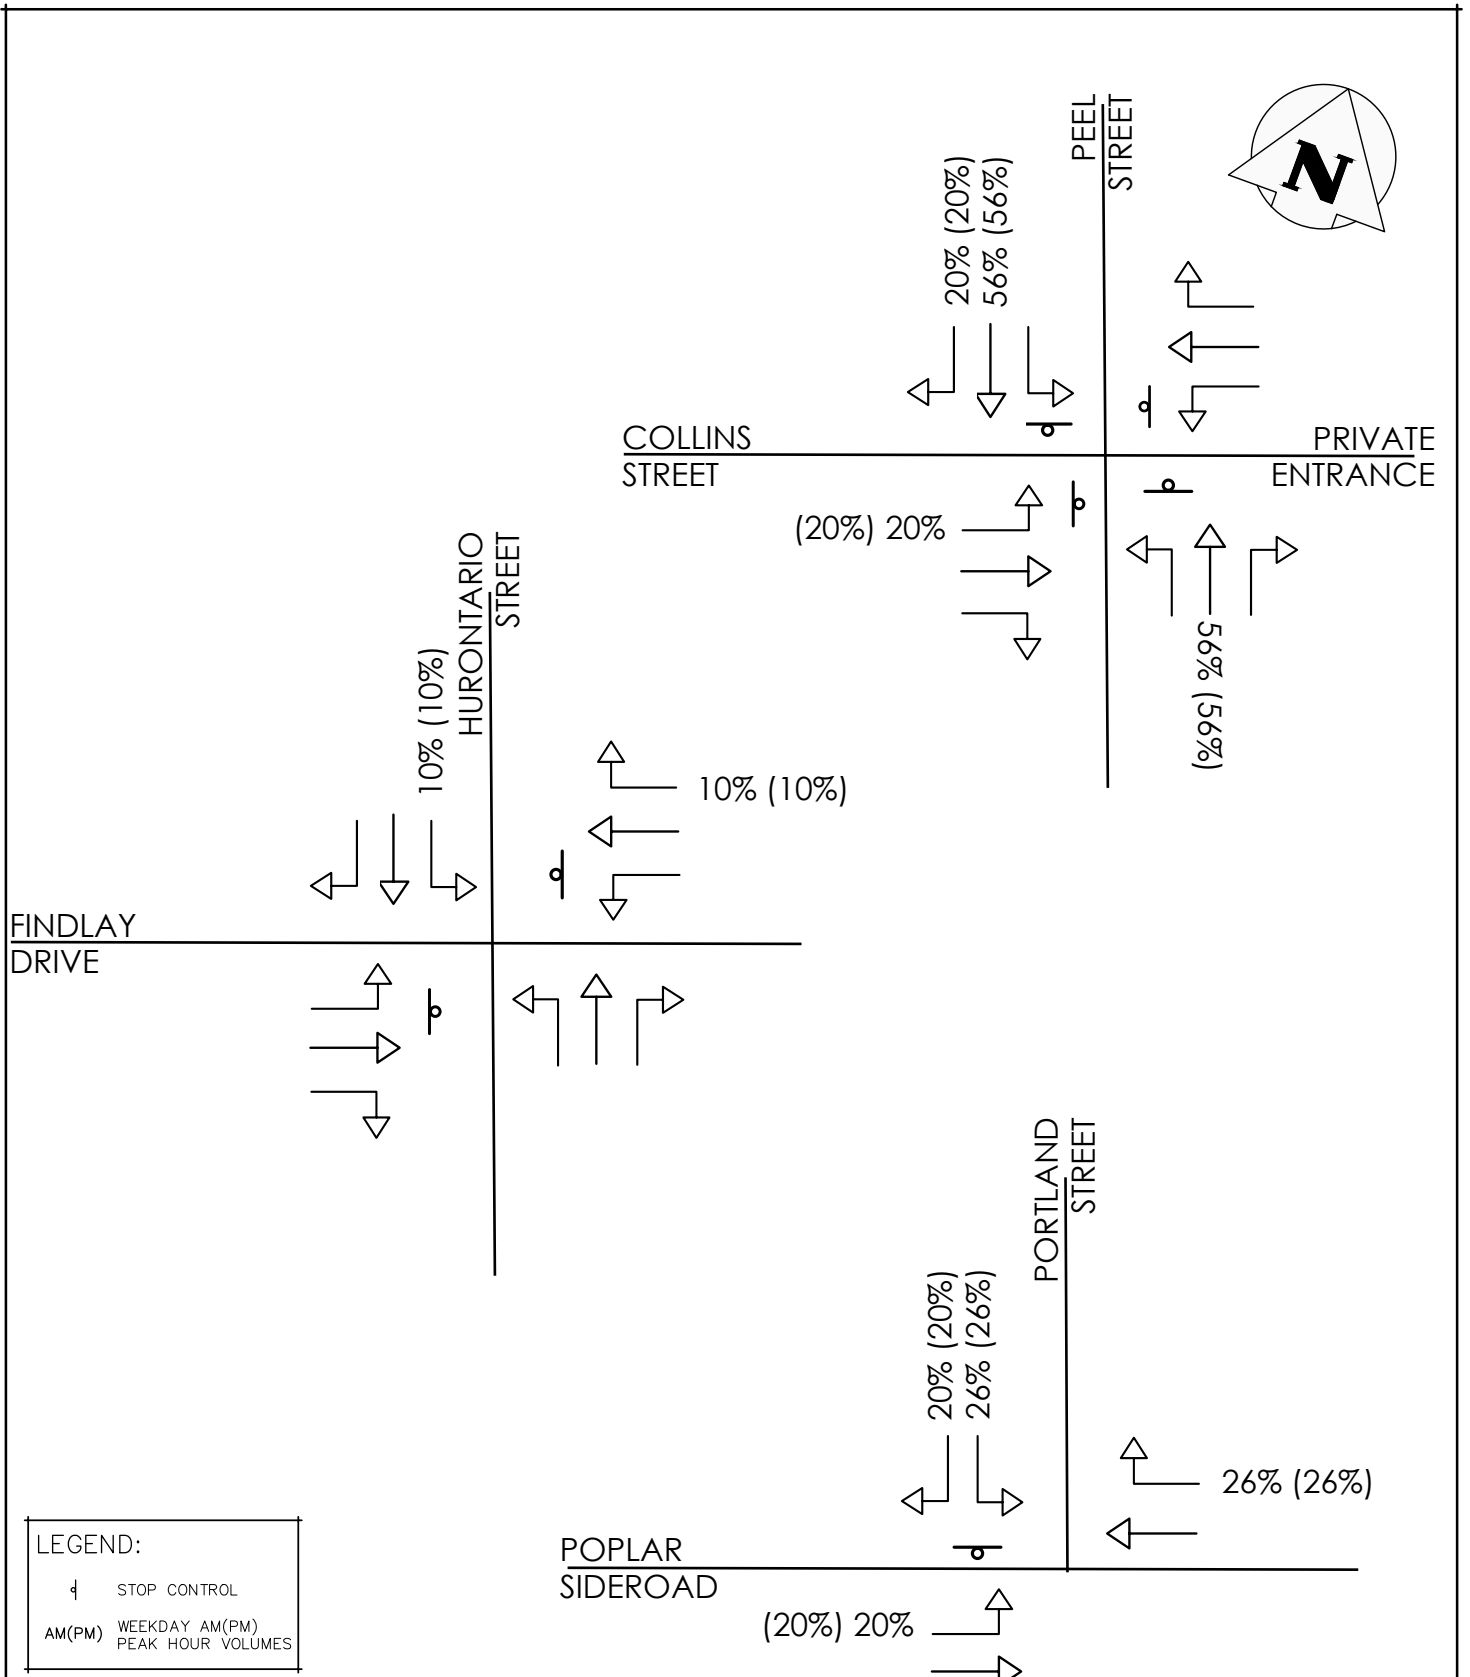 PEEL
STREET
N
20% (20%)
56% (56%)
COLLINS
STREET
PRIVATE
ENTRANCE
(20%) 20%
56% (56%)
HURONTARIO
STREET
10% (10%)
10% (10%)
FINDLAY
DRIVE
PORTLAND
STREET
20% (20%)
26% (26%)
26% (26%)
POPLAR
SIDEROAD
(20%) 20%
LEGEND:
STOP CONTROL
AM(PM) WEEKDAY AM(PM)
PEAK HOUR VOLUMES